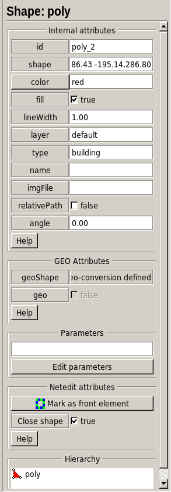 Shape: poly
Internal attributes
id poly_2
shape 86.43 -195.14.286.80
color red
fill true
lineWidth 1.00
layer default
type building
name
imgFile
relativePath false
angle 0.00
Help
GEO Attributes
geoShape eo-conversion defined
geo false
Help
Parameters
Edit parameters
Netedit attributes
Mark as front element
Close shape true
Help
Hierarchy
poly